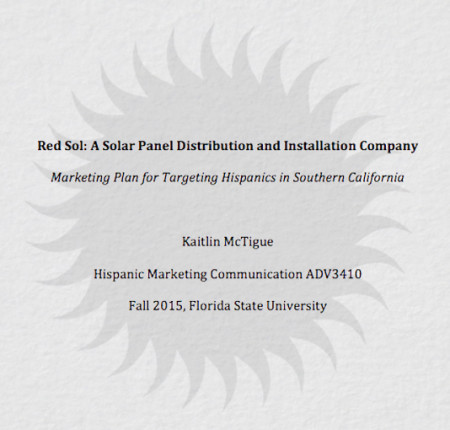 Red Sol: A Solar Panel Distribution and Installation Company
Marketing Plan for Targeting Hispanics in Southern California
Kaitlin McTigue
Hispanic Marketing Communication ADV3410
Fall 2015, Florida State University